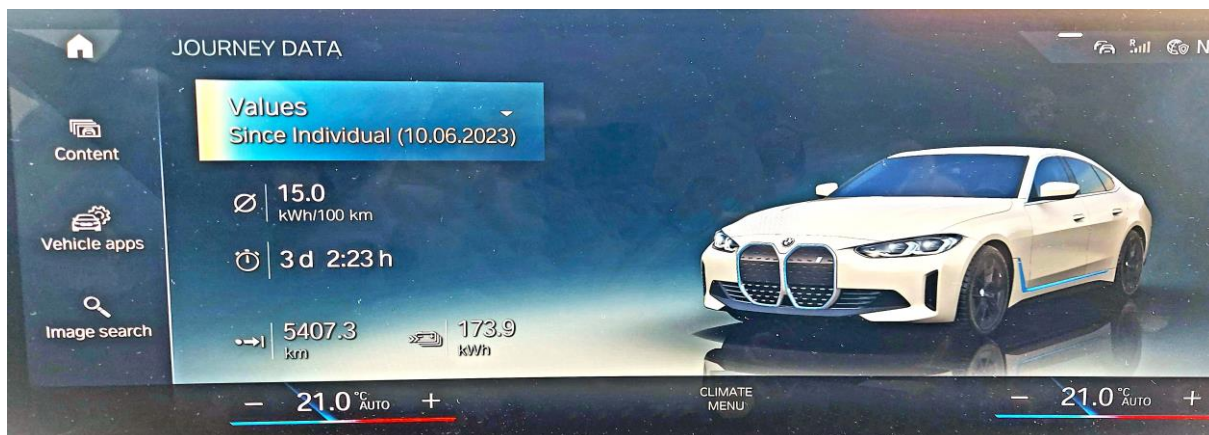 JOURNEY DATA
R
N
Values
Since Individual (10.06.2023)
Content
15.0
kWh/100 km
Vehicle apps
3 d 2:23 h
Image search
5407.3
km
173.9
kWh
− 21.0 °C AUTO +
CLIMATE
MENU
− 21.0 °C AUTO +